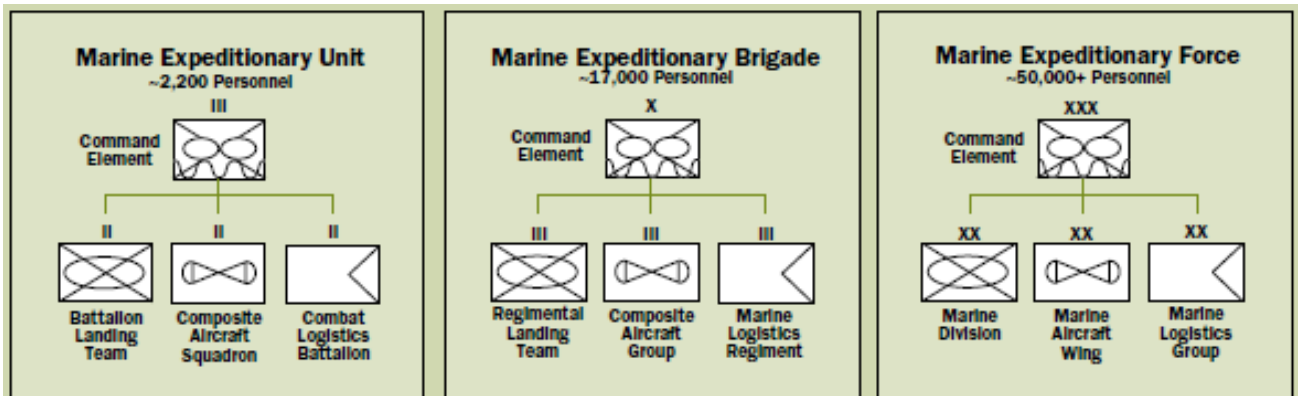 Marine Expeditionary Unit
~2,200 Personnel
III
Command
Element
II
II
II
Battalion
Landing
Team
Composite
Aircraft
Squadron
Combat
Logistics
Battalion
Marine Expeditionary Brigade
~17,000 Personnel
X
Command
Element
III
III
III
Regimental
Landing
Team
Composite
Aircraft
Group
Marine
Logistics
Regiment
Marine Expeditionary Force
~50,000+ Personnel
XXX
Command
Element
XX
XX
XX
Marine
Division
Marine
Aircraft
Wing
Marine
Logistics
Group